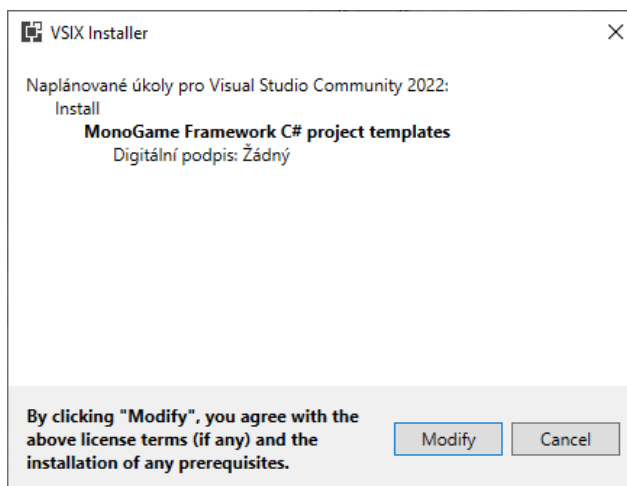 VSIX Installer
Naplánované úkoly pro Visual Studio Community 2022:
Install
MonoGame Framework C# project templates
Digitální podpis: Žádný
By clicking "Modify", you agree with the
above license terms (if any) and the
installation of any prerequisites.
Modify
Cancel